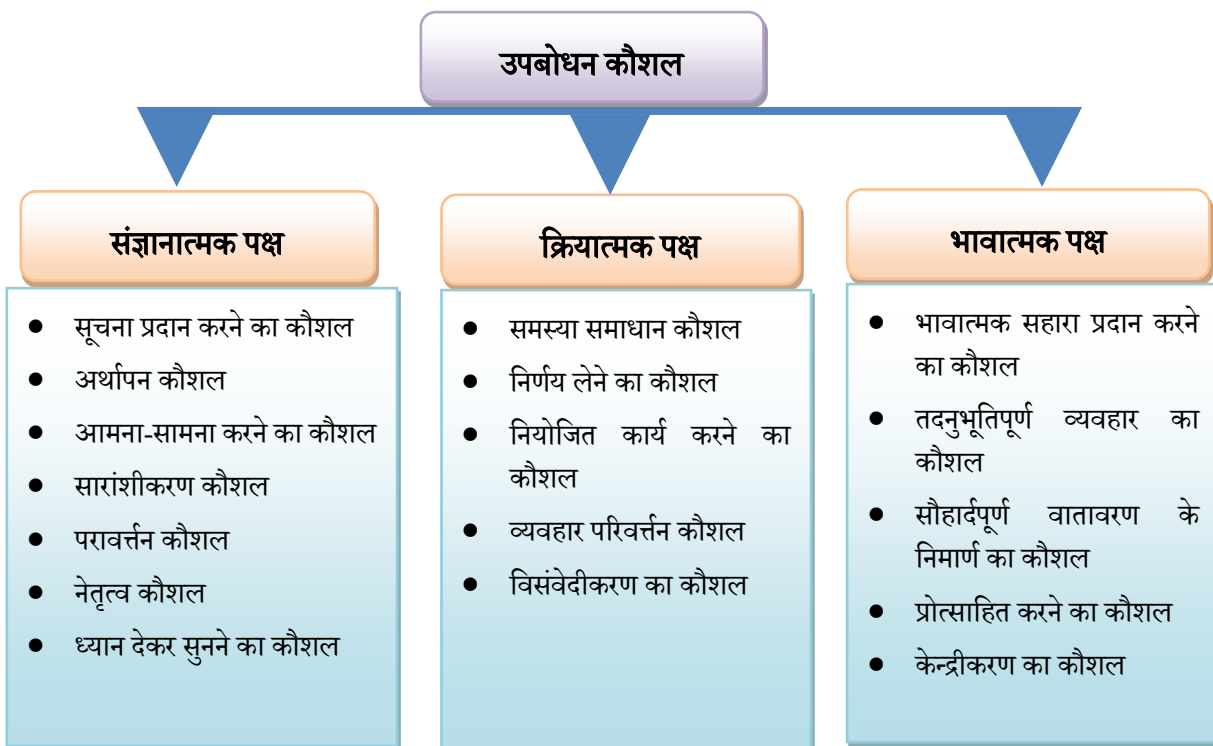 उपबोधन कौशल
संज्ञानात्मक पक्ष
● सूचना प्रदान करने का कौशल
● अर्थापन कौशल
● आमना-सामना करने का कौशल
● सारांशीकरण कौशल
● परावर्त्तन कौशल
● नेतृत्व कौशल
● ध्यान देकर सुनने का कौशल
क्रियात्मक पक्ष
● समस्या समाधान कौशल
● निर्णय लेने का कौशल
● नियोजित कार्य करने का
कौशल
● व्यवहार परिवर्त्तन कौशल
● विसंवेदीकरण का कौशल
भावात्मक पक्ष
● भावात्मक सहारा प्रदान करने
का कौशल
● तदनुभूतिपूर्ण व्यवहार का
कौशल
● सौहार्दपूर्ण वातावरण के
निमार्ण का कौशल
● प्रोत्साहित करने का कौशल
● केन्द्रीकरण का कौशल